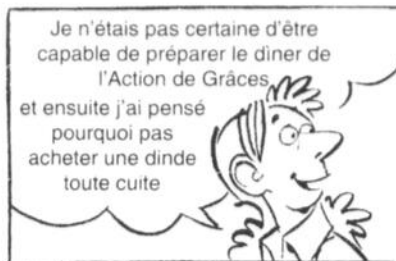 Je n'étais pas certaine d'être
capable de préparer le dîner de
l'Action de Grâces
et ensuite j'ai pensé
pourquoi pas
acheter une dinde
toute cuite